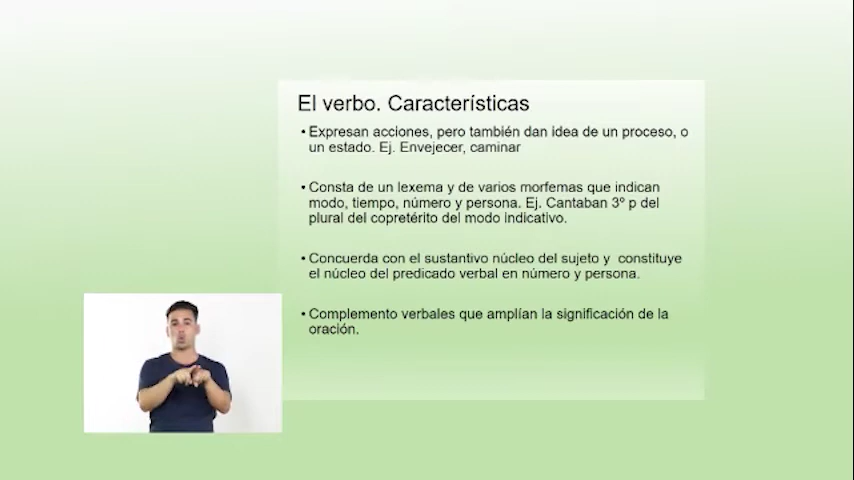 El verbo. Características
• Expresan acciones, pero también dan idea de un proceso, o
un estado. Ej. Envejecer, caminar
• Consta de un lexema y de varios morfemas que indican
modo, tiempo, número y persona. Ej. Cantaban 3º p del
plural del copretérito del modo indicativo.
• Concuerda con el sustantivo núcleo del sujeto y  constituye
el núcleo del predicado verbal en número y persona.
• Complemento verbales que amplían la significación de la
oración.